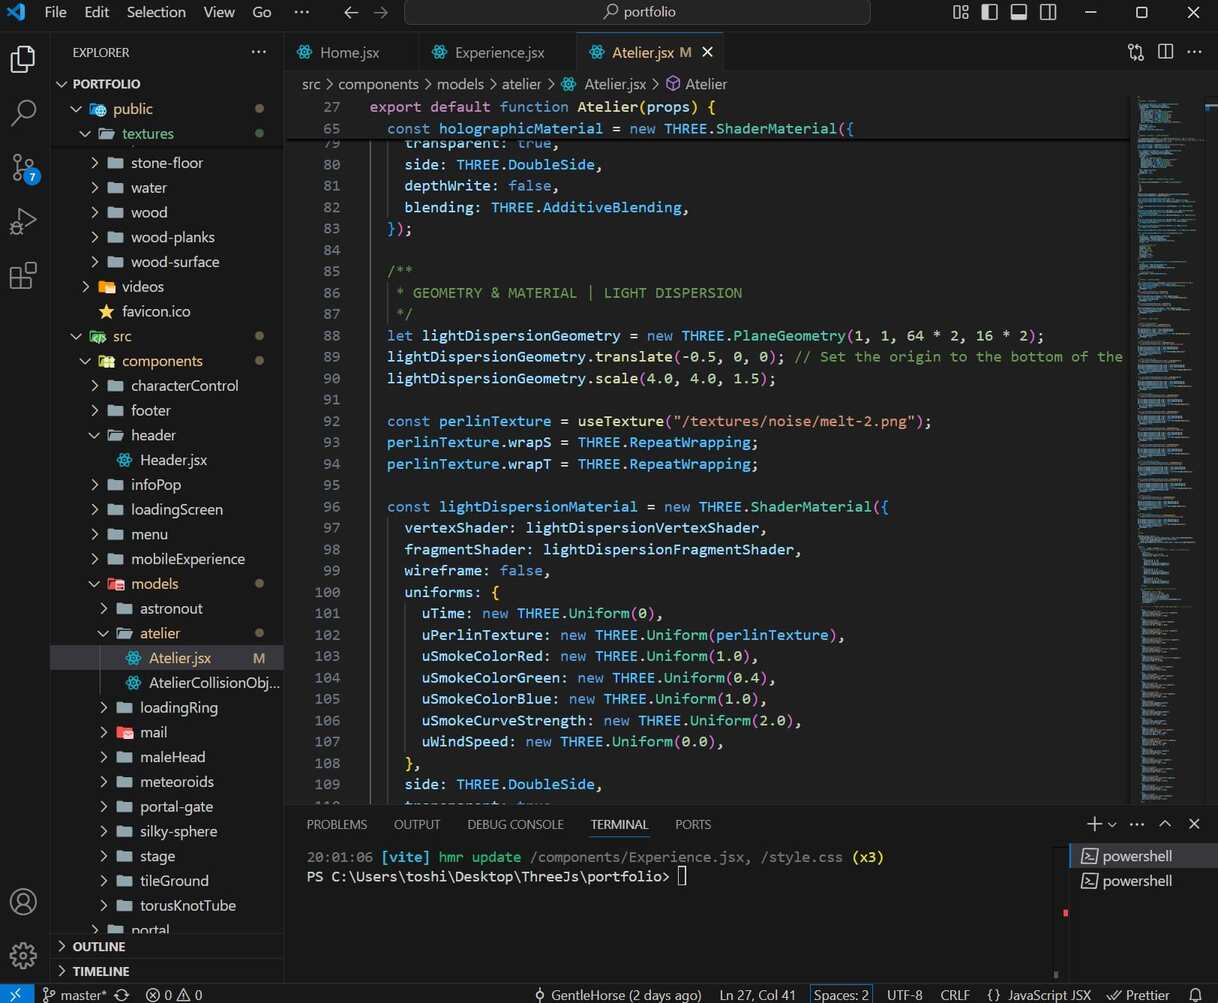 File Edit Selection View Go ··· portfolio
EXPLORER ···
PORTFOLIO
public
textures
stone-floor
water
wood
wood-planks
wood-surface
videos
favicon.ico
src
components
characterControl
footer
header
Header.jsx
infoPop
loadingScreen
menu
mobileExperience
models
astronout
atelier
Atelier.jsx M
AtelierCollisionObj...
loadingRing
mail
maleHead
meteoroids
portal-gate
silky-sphere
stage
tileGround
torusKnotTube
portal
OUTLINE
TIMELINE
7
Home.jsx Experience.jsx Atelier.jsx M
src > components > models > atelier > Atelier.jsx > Atelier
27 export default function Atelier(props) {
65 const holographicMaterial = new THREE.ShaderMaterial({
79 transparent: true,
80 side: THREE.DoubleSide,
81 depthWrite: false,
82 blending: THREE.AdditiveBlending,
83 });
84
85 /**
86 * GEOMETRY & MATERIAL | LIGHT DISPERSION
87 */
88 let lightDispersionGeometry = new THREE.PlaneGeometry(1, 1, 64 * 2, 16 * 2);
89 lightDispersionGeometry.translate(-0.5, 0, 0); // Set the origin to the bottom of the
90 lightDispersionGeometry.scale(4.0, 4.0, 1.5);
91
92 const perlinTexture = useTexture("/textures/noise/melt-2.png");
93 perlinTexture.wrapS = THREE.RepeatWrapping;
94 perlinTexture.wrapT = THREE.RepeatWrapping;
95
96 const lightDispersionMaterial = new THREE.ShaderMaterial({
97 vertexShader: lightDispersionVertexShader,
98 fragmentShader: lightDispersionFragmentShader,
99 wireframe: false,
100 uniforms: {
101 uTime: new THREE.Uniform(0),
102 uPerlinTexture: new THREE.Uniform(perlinTexture),
103 uSmokeColorRed: new THREE.Uniform(1.0),
104 uSmokeColorGreen: new THREE.Uniform(0.4),
105 uSmokeColorBlue: new THREE.Uniform(1.0),
106 uSmokeCurveStrength: new THREE.Uniform(2.0),
107 uWindSpeed: new THREE.Uniform(0.0),
108 },
109 side: THREE.DoubleSide,
110 transparent: true
PROBLEMS OUTPUT DEBUG CONSOLE TERMINAL PORTS
20:01:06 [vite] hmr update /components/Experience.jsx, /style.css (x3)
PS C:\Users\toshi\Desktop\ThreeJs\portfolio>
powershell
powershell
master* 0 0 GentleHorse (2 days ago) Ln 27, Col 41 Spaces: 2 UTF-8 CRLF {} JavaScript JSX Prettier